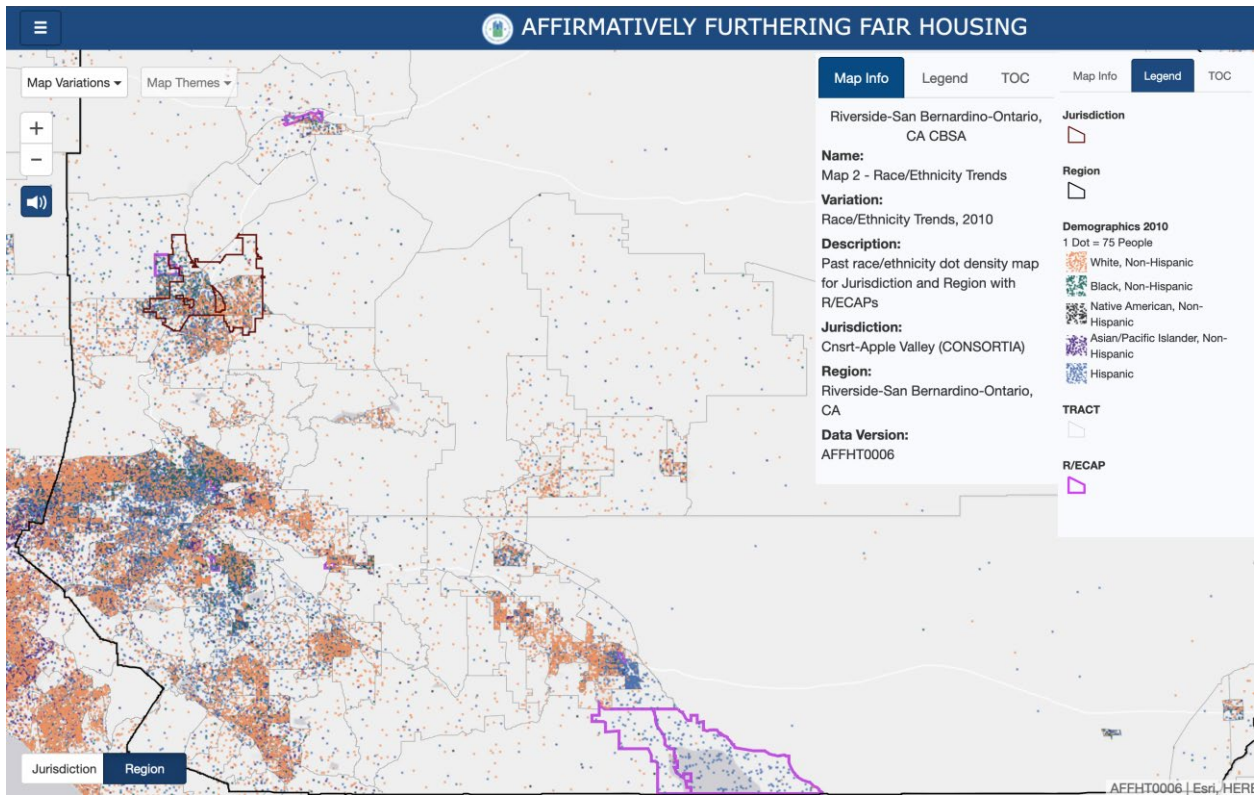 AFFIRMATIVELY FURTHERING FAIR HOUSING
Map Variations
Map Themes
+
−
Map Info
Legend
TOC
Riverside-San Bernardino-Ontario,
CA CBSA
Name:
Map 2 - Race/Ethnicity Trends
Variation:
Race/Ethnicity Trends, 2010
Description:
Past race/ethnicity dot density map
for Jurisdiction and Region with
R/ECAPs
Jurisdiction:
Cnsrt-Apple Valley (CONSORTIA)
Region:
Riverside-San Bernardino-Ontario,
CA
Data Version:
AFFHT0006
Map Info
Legend
TOC
Jurisdiction
Region
Demographics 2010
1 Dot = 75 People
White, Non-Hispanic
Black, Non-Hispanic
Native American, Non-
Hispanic
Asian/Pacific Islander, Non-
Hispanic
Hispanic
TRACT
R/ECAP
Jurisdiction
Region
AFFHT0006 | Esri, HERE